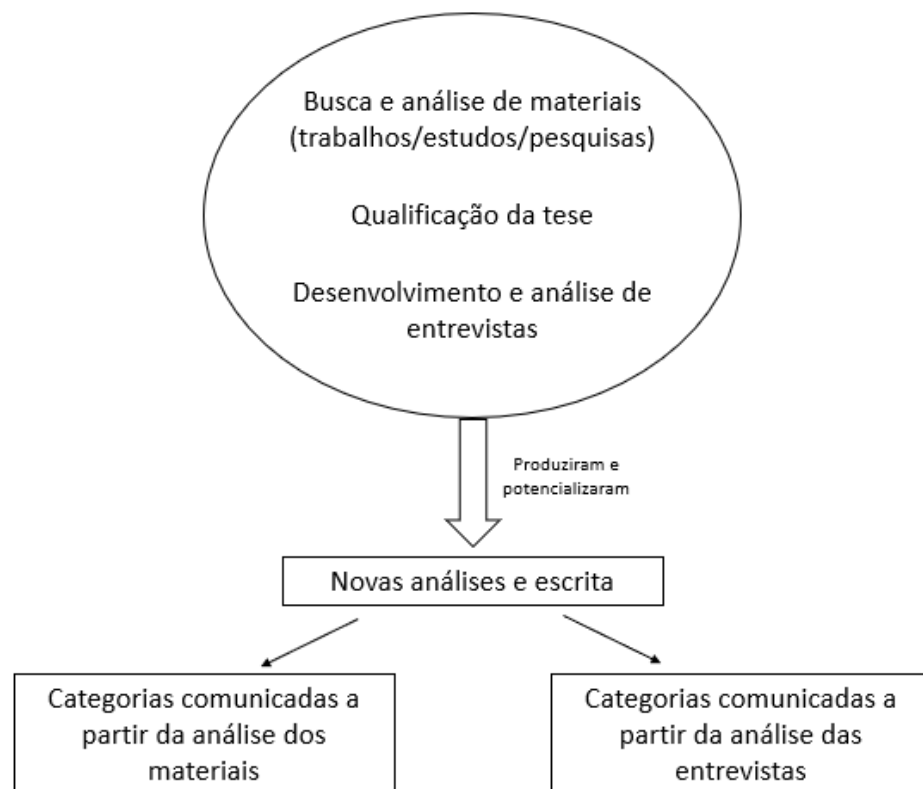 Busca e análise de materiais
(trabalhos/estudos/pesquisas)
Qualificação da tese
Desenvolvimento e análise de
entrevistas
Produziram e
potencializaram
Novas análises e escrita
Categorias comunicadas a
partir da análise dos
materiais
Categorias comunicadas a
partir da análise das
entrevistas